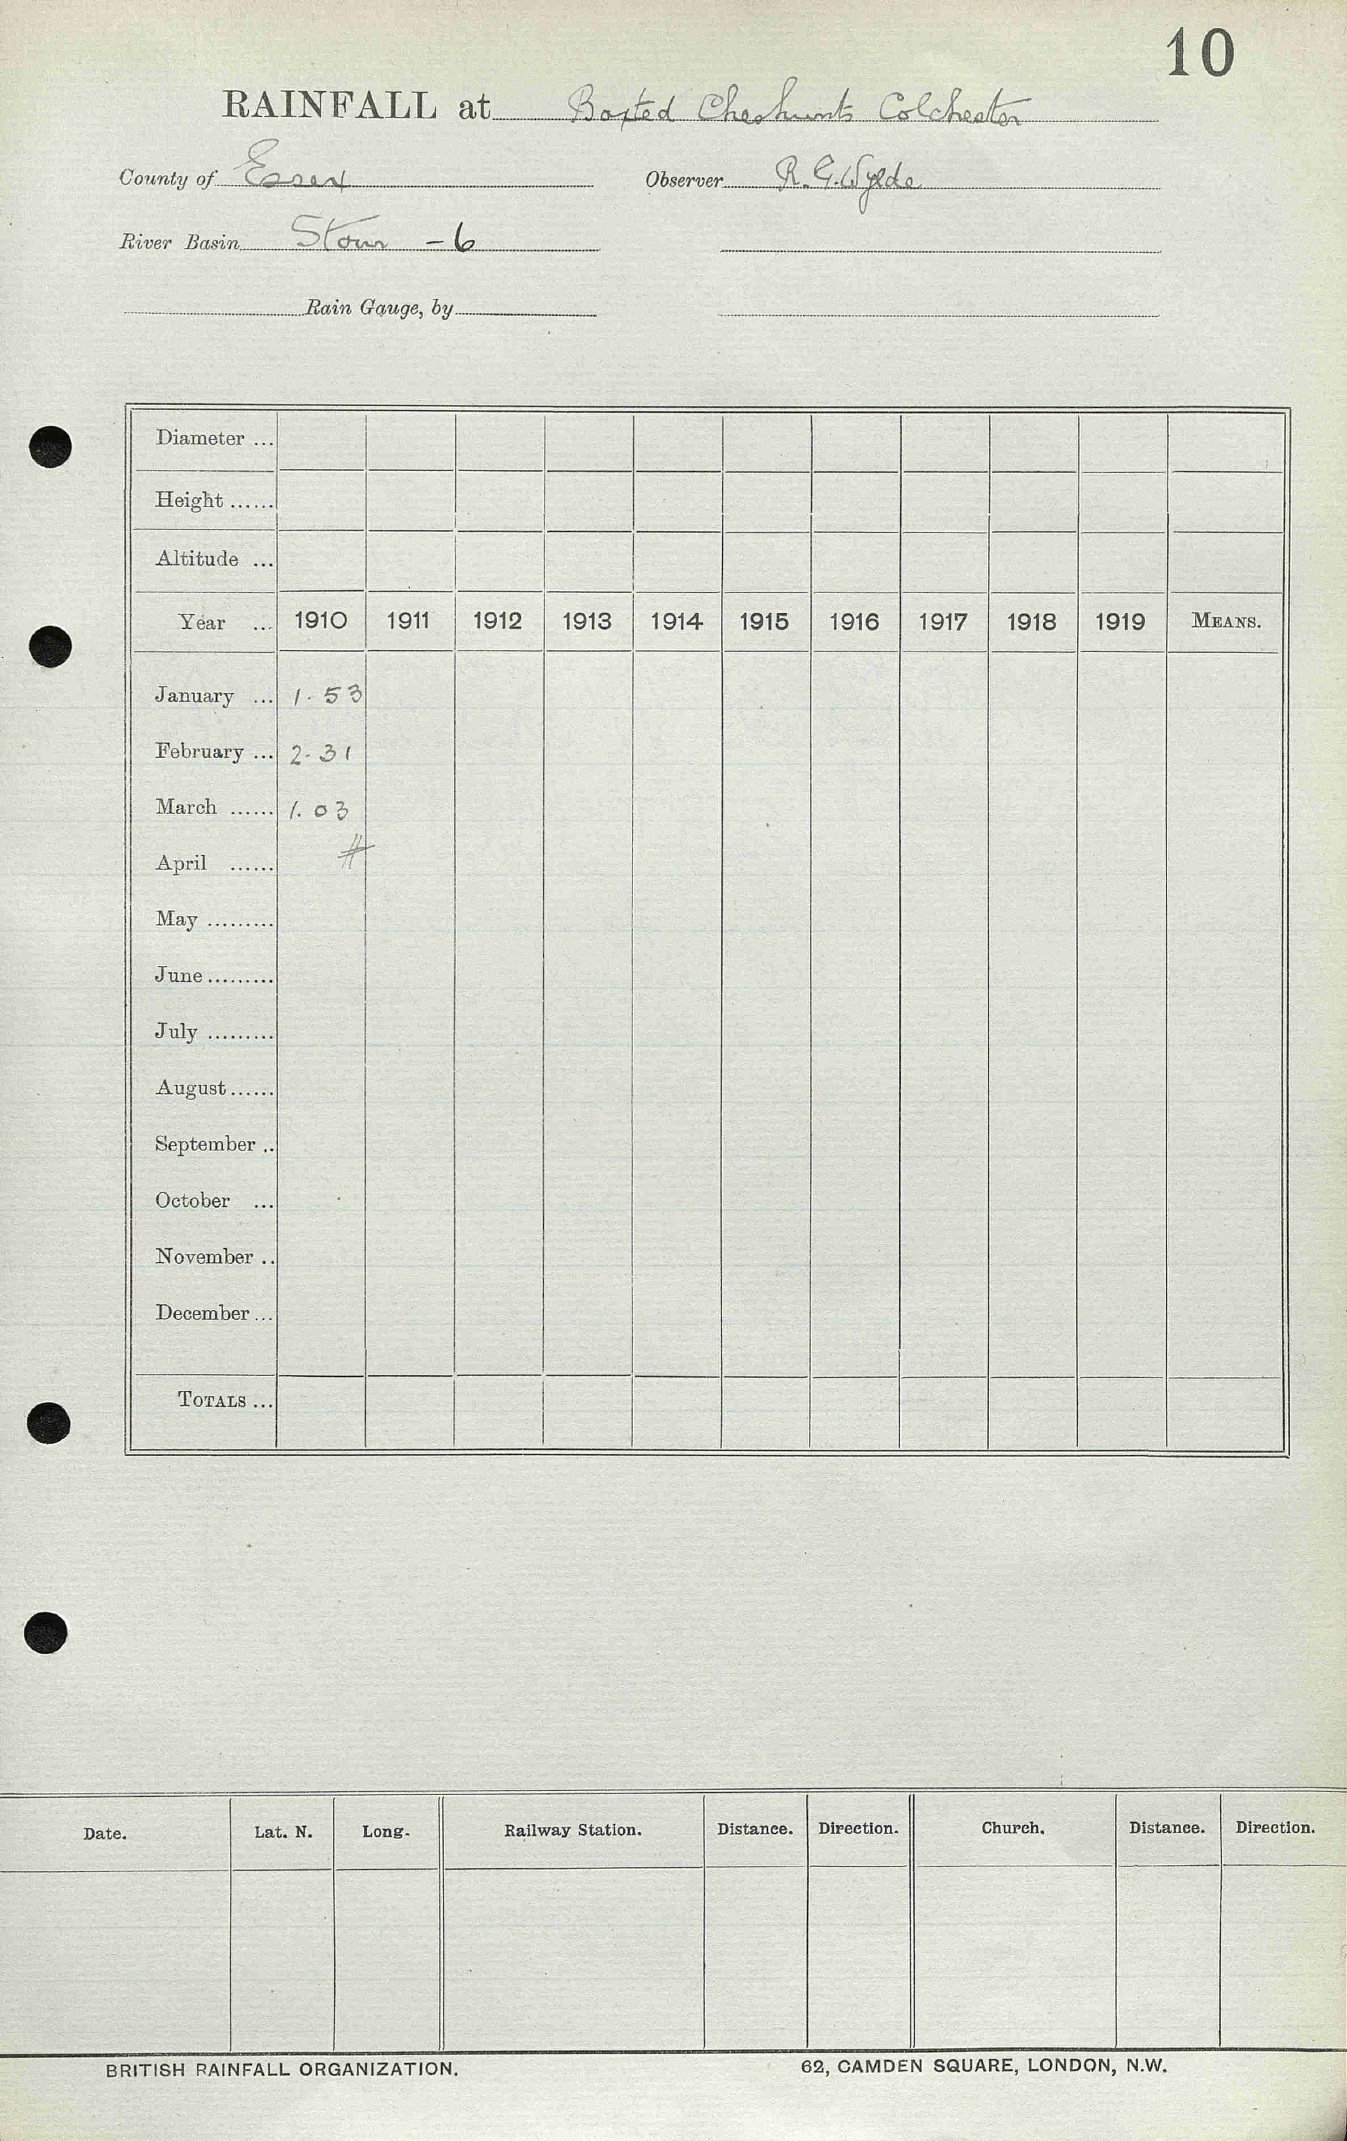 10
RAINFALL at Boxted Cheshunts Colchester
County of Essex Observer R. G. Wylde
River Basin Stour - 6
Rain Gauge, by
Diameter ...
Height ......
Altitude ...
Year ... 1910 1911 1912 1913 1914 1915 1916 1917 1918 1919 MEANS.
January ... 1.53
February ... 2.31
March ...... 1.03
April ...... #
May .........
June .........
July .........
August ......
September ..
October ...
November ..
December ...
TOTALS ...
Date. Lat. N. Long. Railway Station. Distance. Direction. Church. Distance. Direction.
BRITISH RAINFALL ORGANIZATION. 62, CAMDEN SQUARE, LONDON, N.W.